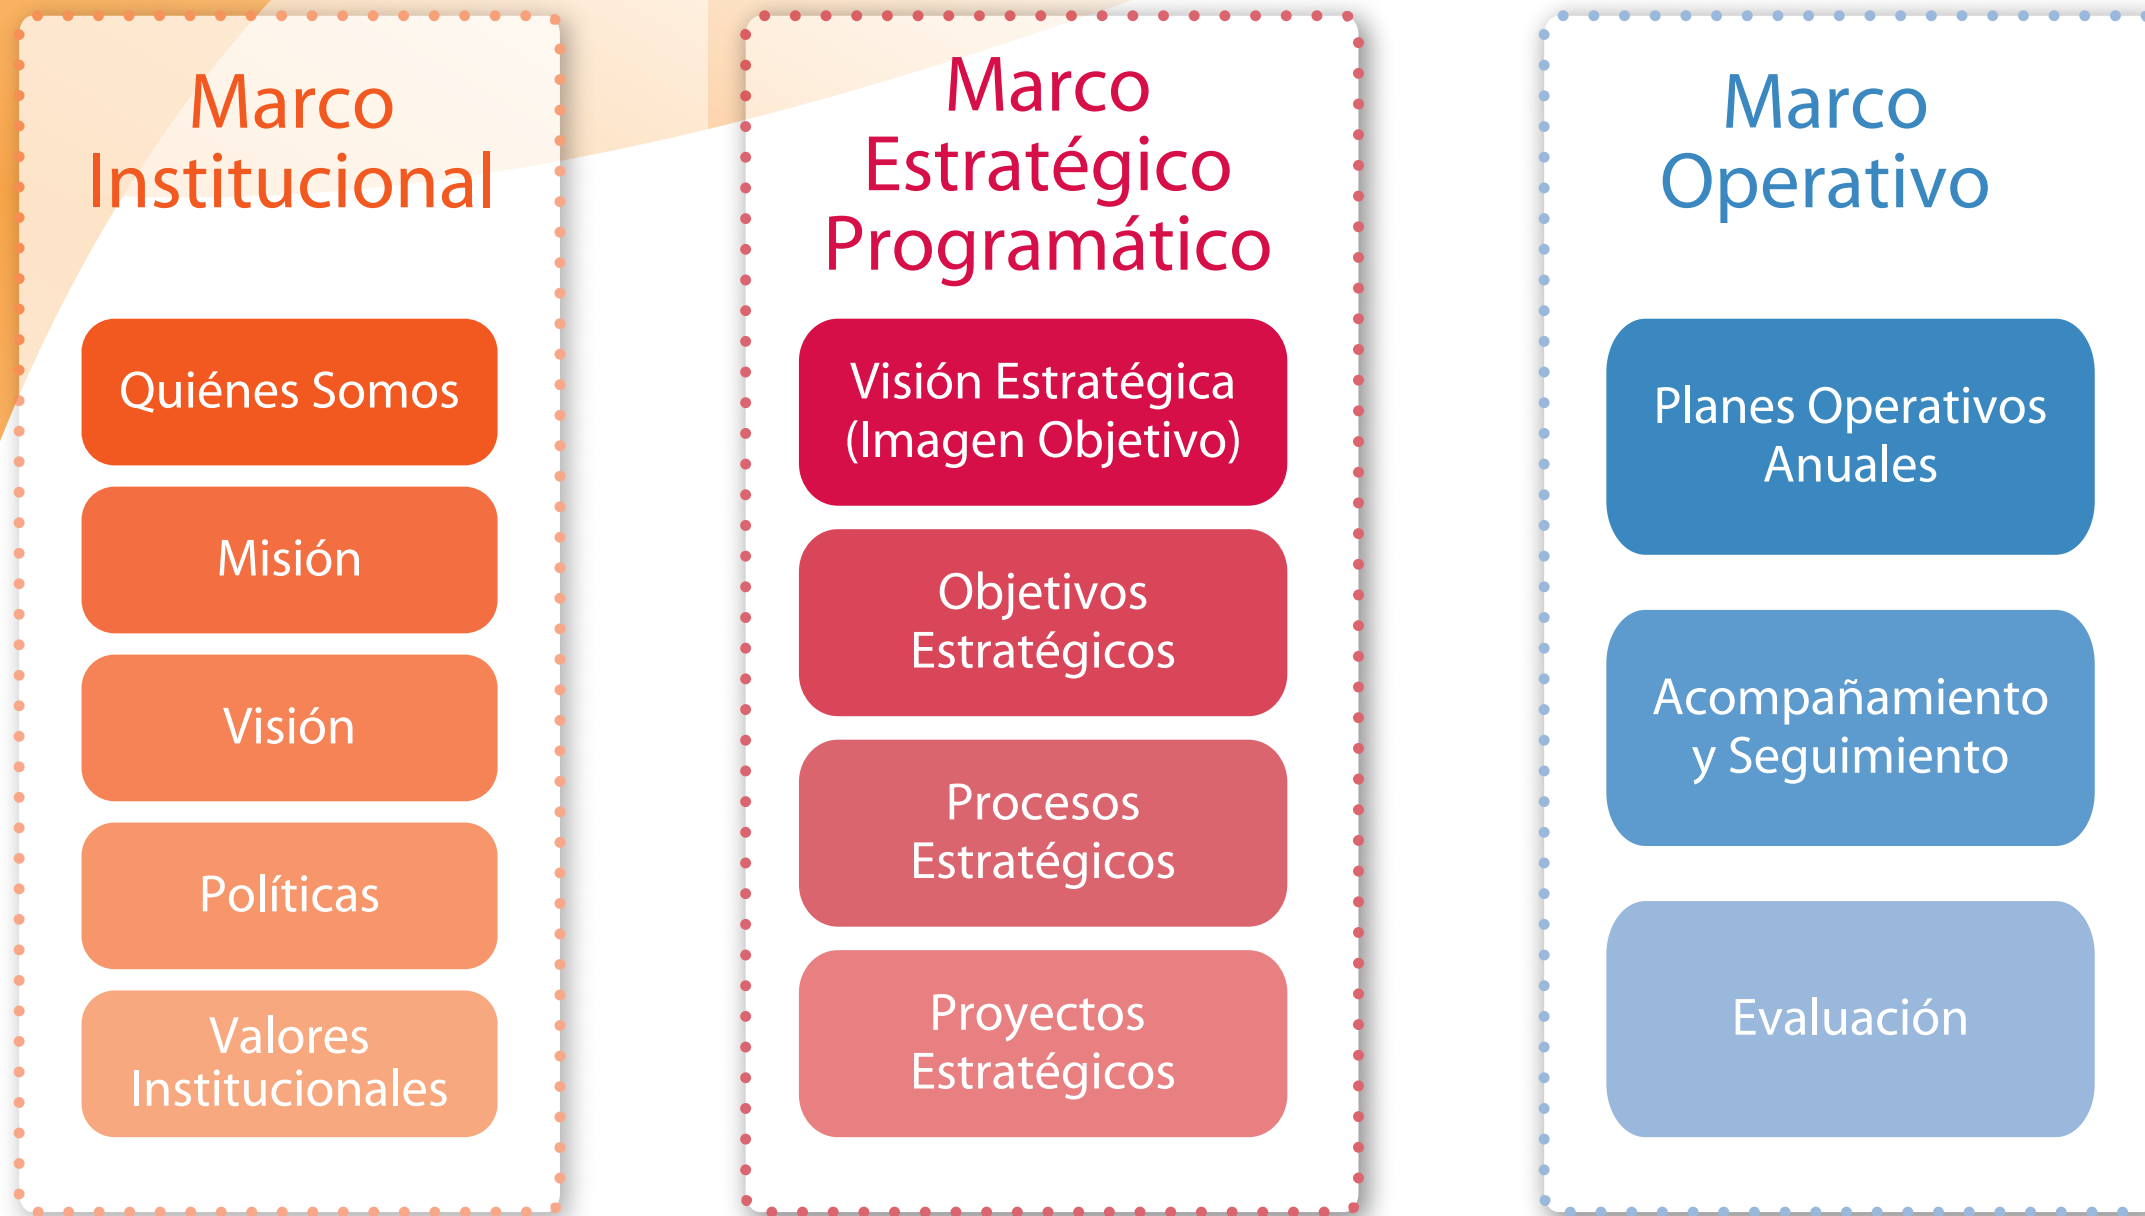 Marco
Institucional
Quiénes Somos
Misión
Visión
Políticas
Valores
Institucionales
Marco
Estratégico
Programático
Visión Estratégica
(Imagen Objetivo)
Objetivos
Estratégicos
Procesos
Estratégicos
Proyectos
Estratégicos
Marco
Operativo
Planes Operativos
Anuales
Acompañamiento
y Seguimiento
Evaluación